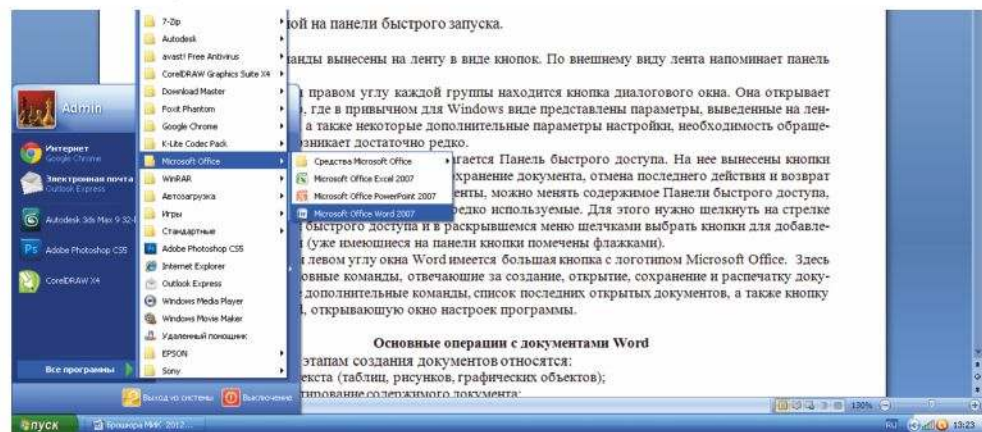 7-Zip
Autodesk
avast! Free Antivirus
CorelDRAW Graphics Suite X4
Download Master
Foxit Phantom
Google Chrome
K-Lite Codec Pack
Microsoft Office
WinRAR
Автозагрузка
Игры
Стандартные
Adobe Photoshop CS5
Internet Explorer
Outlook Express
Windows Media Player
Windows Movie Maker
Удаленный помощник
EPSON
Sony
Admin
Интернет
Google Chrome
Электронная почта
Outlook Express
Autodesk 3ds Max 9 32-
Adobe Photoshop CS5
CorelDRAW X4
Все программы
Выход из системы
Выключение
пуск
Брошюра МИК 2012...
Средства Microsoft Office
Microsoft Office Excel 2007
Microsoft Office PowerPoint 2007
Microsoft Office Word 2007
ной на панели быстрого запуска.
анды вынесены на ленту в виде кнопок. По внешнему виду лента напоминает панель
правом углу каждой группы находится кнопка диалогового окна. Она открывает
, где в привычном для Windows виде представлены параметры, выведенные на лен-
а также некоторые дополнительные параметры настройки, необходимость обраще-
озникает достаточно редко.
агается Панель быстрого доступа. На нее вынесены кнопки
охранение документа, отмена последнего действия и возврат
енты, можно менять содержимое Панели быстрого доступа,
редко используемые. Для этого нужно щелкнуть на стрелке
быстрого доступа и в раскрывшемся меню щелчками выбрать кнопки для добавле-
(уже имеющиеся на панели кнопки помечены флажками).
левом углу окна Word имеется большая кнопка с логотипом Microsoft Office. Здесь
овные команды, отвечающие за создание, открытие, сохранение и распечатку доку-
дополнительные команды, список последних открытых документов, а также кнопку
, открывающую окно настроек программы.
Основные операции с документами Word
этапам создания документов относятся:
екста (таблиц, рисунков, графических объектов);
тирование содержимого документа;
130%
RU
13:23